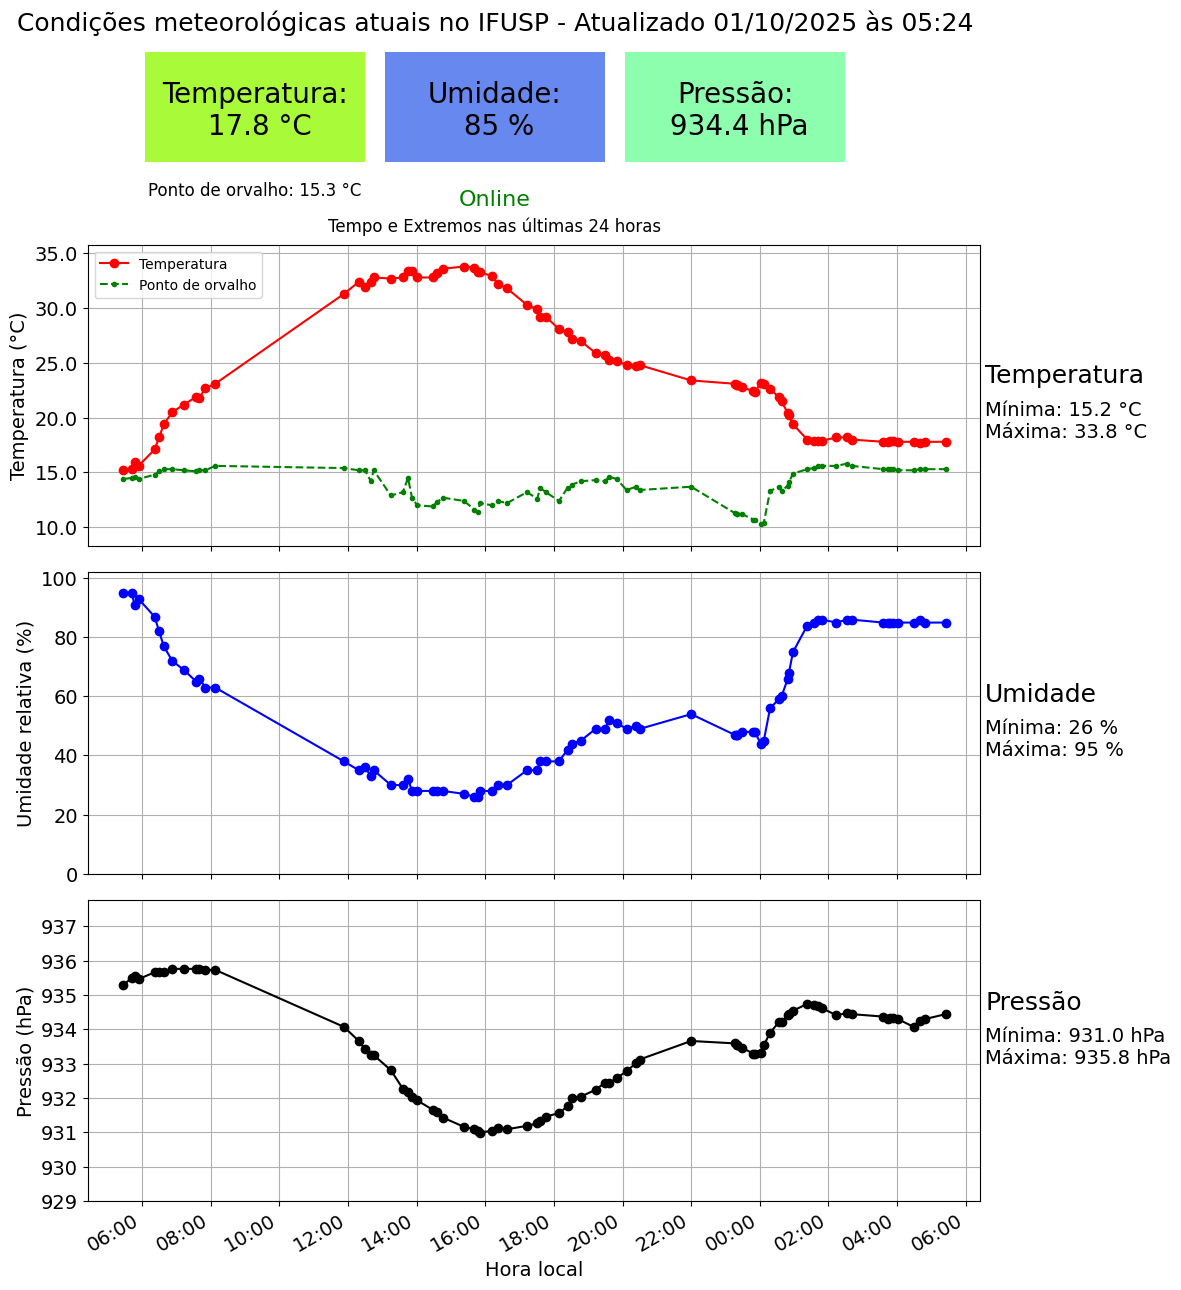 Condições meteorológicas atuais no IFUSP - Atualizado 01/10/2025 às 05:24
Temperatura:
17.8 °C
Umidade:
85 %
Pressão:
934.4 hPa
Ponto de orvalho: 15.3 °C
Online
Tempo e Extremos nas últimas 24 horas
Temperatura (°C)
35.0
30.0
25.0
20.0
15.0
10.0
Temperatura
Ponto de orvalho
Temperatura
Mínima: 15.2 °C
Máxima: 33.8 °C
Umidade relativa (%)
100
80
60
40
20
0
Umidade
Mínima: 26 %
Máxima: 95 %
Pressão (hPa)
937
936
935
934
933
932
931
930
929
Pressão
Mínima: 931.0 hPa
Máxima: 935.8 hPa
06:00 08:00 10:00 12:00 14:00 16:00 18:00 20:00 22:00 00:00 02:00 04:00 06:00
Hora local